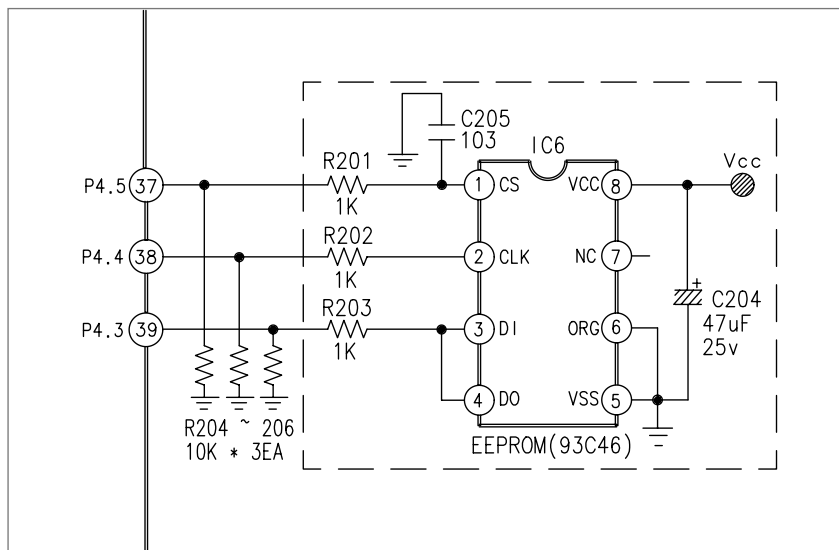 C205
103
IC6
Vcc
R201
P4.5 37
1K
1 CS
VCC 8
R202
P4.4 38
1K
2 CLK
NC 7
+
C204
47uF
25v
R203
P4.3 39
1K
3 DI
ORG 6
4 DO
VSS 5
R204 ~ 206
10K * 3EA
EEPROM(93C46)